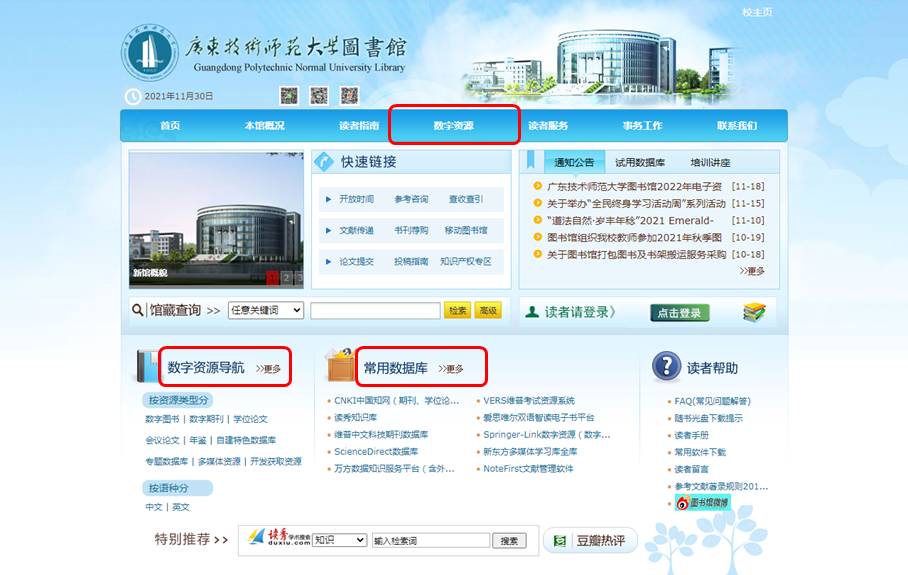 校主页
廣東技術师范大学圖書館
Guangdong Polytechnic Normal University Library
2021年11月30日
首页 本馆概况 读者指南 数字资源 读者服务 事务工作 联系我们
新馆概貌
1 2 3
快速链接
开放时间 参考咨询 查收查引
文献传递 书刊荐购 移动图书馆
论文提交 投稿指南 知识产权专区
通知公告 试用数据库 培训讲座
广东技术师范大学图书馆2022年电子资 [11-18]
关于举办“全民终身学习活动周”系列活动 [11-15]
“道法自然·岁丰年稔”2021 Emerald- [11-10]
图书馆组织我校教师参加2021年秋季图 [10-19]
关于图书馆打包图书及书架搬运服务采购 [10-18]
>>更多
馆藏查询 >> 任意关键词 检索 高级
读者请登录》 点击登录
数字资源导航 >>更多
按资源类型分
数字图书 | 数字期刊 | 学位论文
会议论文 | 年鉴 | 自建特色数据库
专题数据库 | 多媒体资源 | 开发获取资源
按语种分
中文 | 英文
常用数据库 >>更多
CNKI中国知网（期刊、学位论...
读秀知识库
维普中文科技期刊数据库
ScienceDirect数据库
万方数据知识服务平台（含外...
VERS维普考试资源系统
爱思唯尔双语智读电子书平台
Springer-Link数字资源（数字...
新东方多媒体学习库全库
NoteFirst文献管理软件
读者帮助
FAQ(常见问题解答)
随书光盘下载提示
读者手册
常用软件下载
读者留言
参考文献著录规则201...
图书馆微博
特别推荐 >>
读秀 学术搜索 duxiu.com 知识 输入检索词 搜索
豆瓣热评